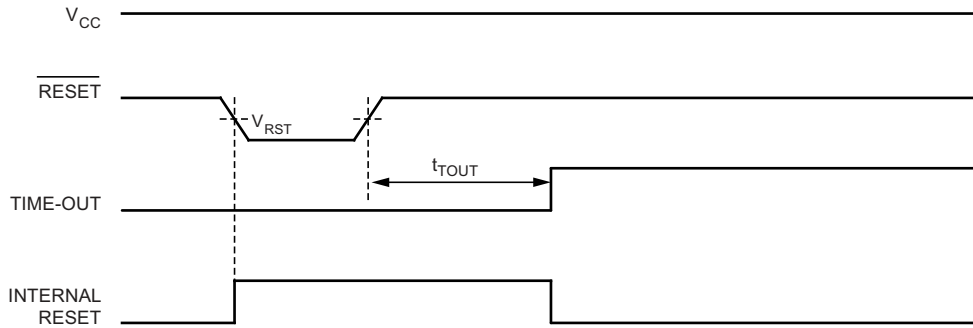 VCC
RESET
VRST
tTOUT
TIME-OUT
INTERNAL
RESET